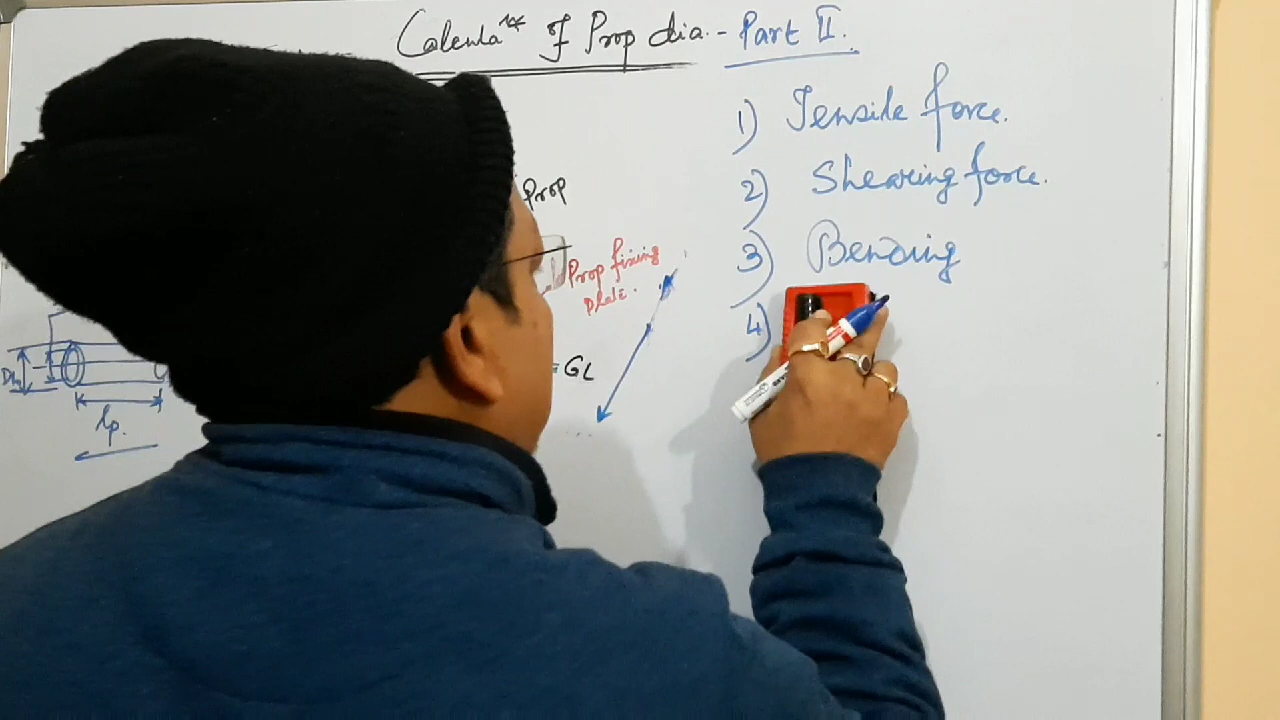 Calculaⁿ of Prop dia. - Part II.
1) Tensile force.
2) Shearing force.
3) Bending
4)
Prop
Prop fixing
Plate.
= GL
lp.